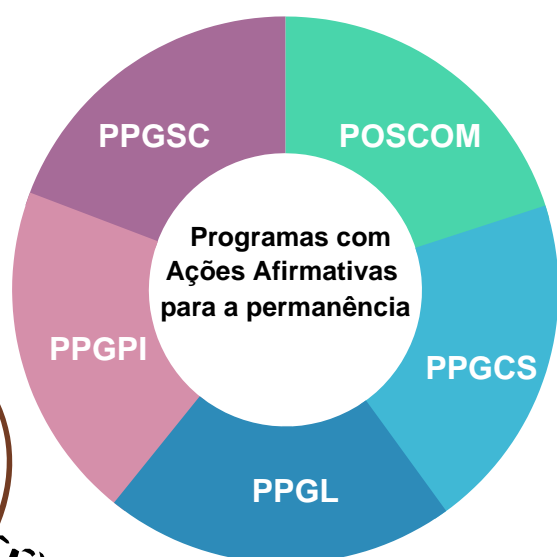 PPGSC
POSCOM
Programas com
Ações Afirmativas
para a permanência
PPGPI
PPGCS
PPGL